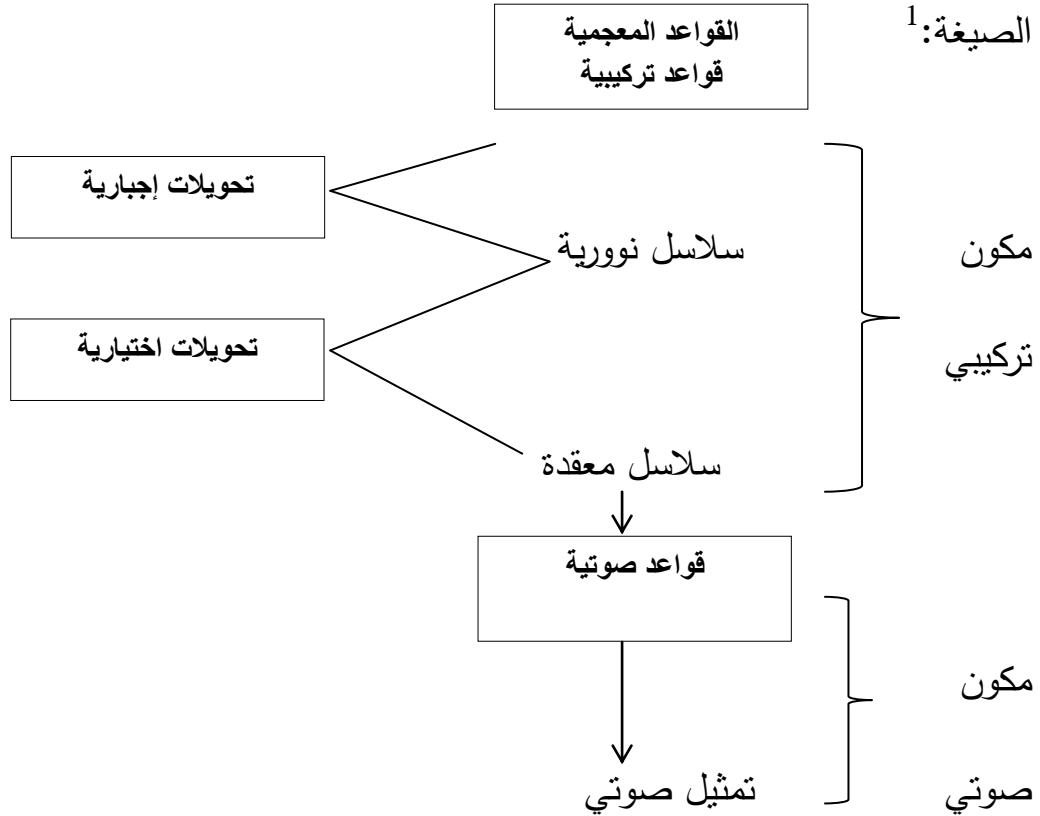 الصيغة:1
القواعد المعجمية
قواعد تركيبية
تحويلات إجبارية
مكون
سلاسل نوورية
تركيبي
تحويلات اختيارية
سلاسل معقدة
قواعد صوتية
مكون
صوتي
تمثيل صوتي